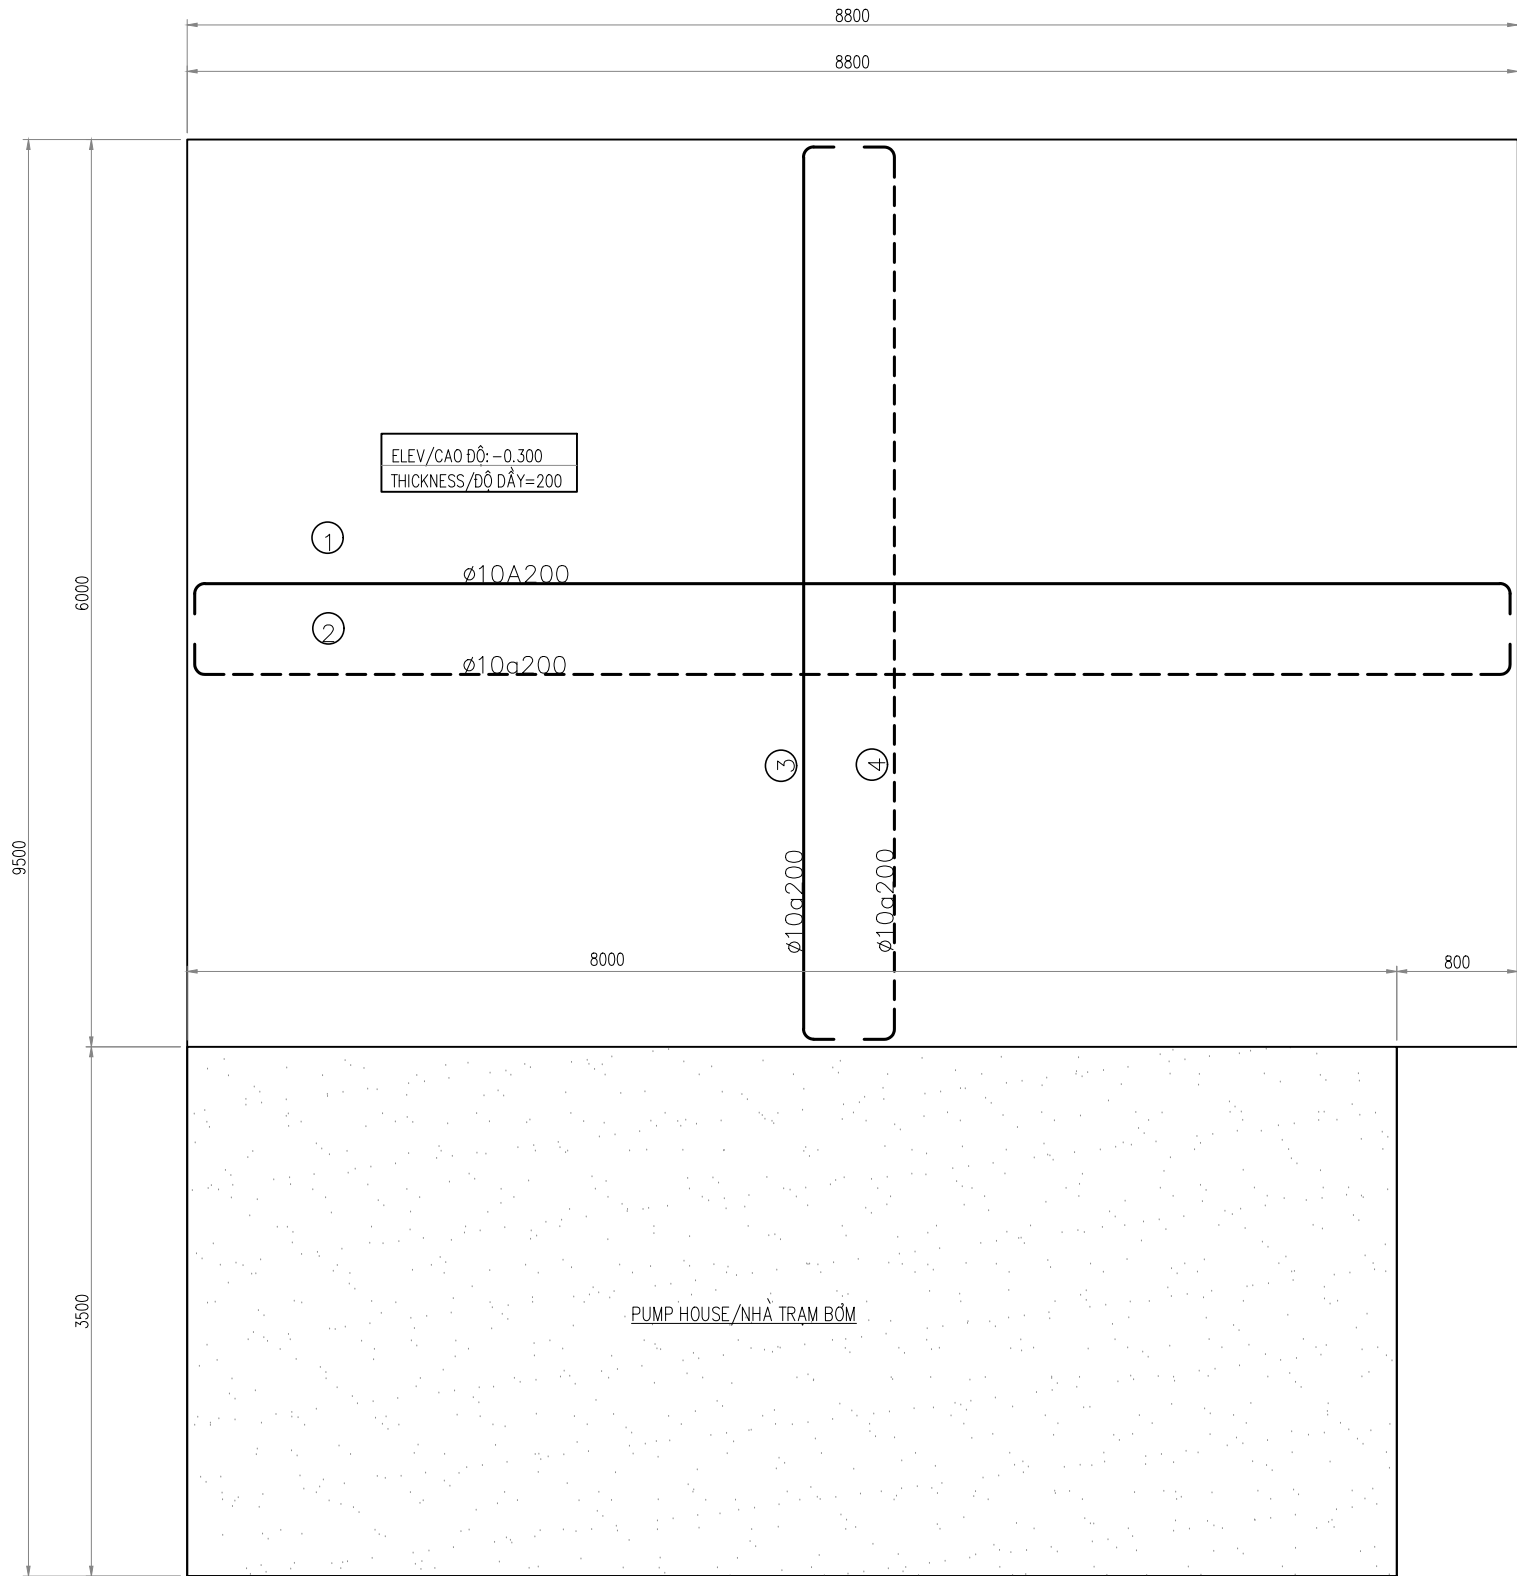 8800
8800
ELEV/CAO ĐỘ: -0.300
THICKNESS/ĐỘ DẦY=200
1
ø10A200
6000
2
ø10a200
3
4
9500
ø10a200
ø10a200
8000
800
3500
PUMP HOUSE/NHÀ TRẠM BƠM